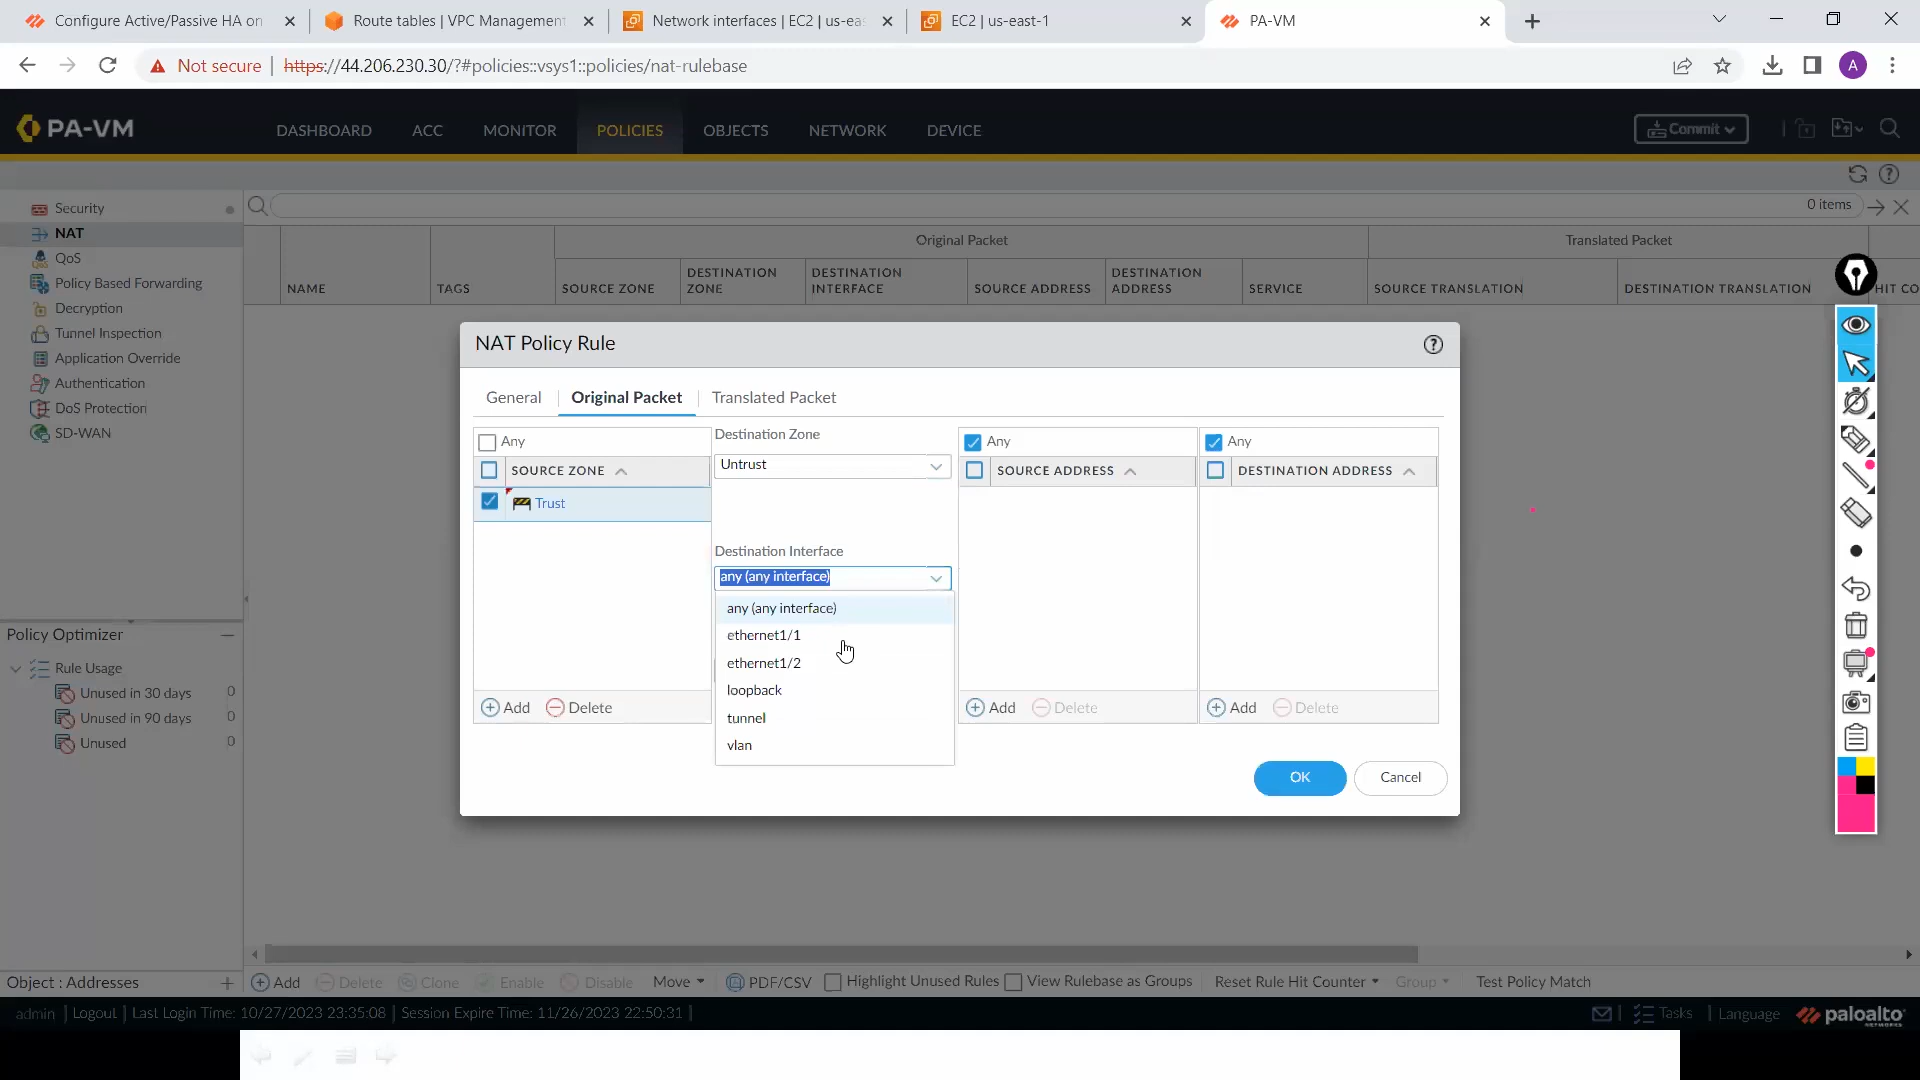 Configure Active/Passive HA on
Route tables | VPC Management
Network interfaces | EC2 | us-eas
EC2 | us-east-1
PA-VM
Not secure
https://44.206.230.30/?#policies::vsys1::policies/nat-rulebase
A
PA-VM
DASHBOARD
ACC
MONITOR
POLICIES
OBJECTS
NETWORK
DEVICE
Commit
Security
NAT
QoS
Policy Based Forwarding
Decryption
Tunnel Inspection
Application Override
Authentication
DoS Protection
SD-WAN
0 items
Original Packet
Translated Packet
NAME
TAGS
SOURCE ZONE
DESTINATION ZONE
DESTINATION INTERFACE
SOURCE ADDRESS
DESTINATION ADDRESS
SERVICE
SOURCE TRANSLATION
DESTINATION TRANSLATION
HIT CO
NAT Policy Rule
General
Original Packet
Translated Packet
Any
SOURCE ZONE
Trust
Add
Delete
Destination Zone
Untrust
Destination Interface
any (any interface)
any (any interface)
ethernet1/1
ethernet1/2
loopback
tunnel
vlan
Any
SOURCE ADDRESS
Add
Delete
Any
DESTINATION ADDRESS
Add
Delete
OK
Cancel
Policy Optimizer
Rule Usage
Unused in 30 days 0
Unused in 90 days 0
Unused 0
Object : Addresses
Add
Delete
Clone
Enable
Disable
Move
PDF/CSV
Highlight Unused Rules
View Rulebase as Groups
Reset Rule Hit Counter
Group
Test Policy Match
admin | Logout | Last Login Time: 10/27/2023 23:35:08 | Session Expire Time: 11/26/2023 22:50:31 |
Tasks | Language
paloalto
NETWORKS